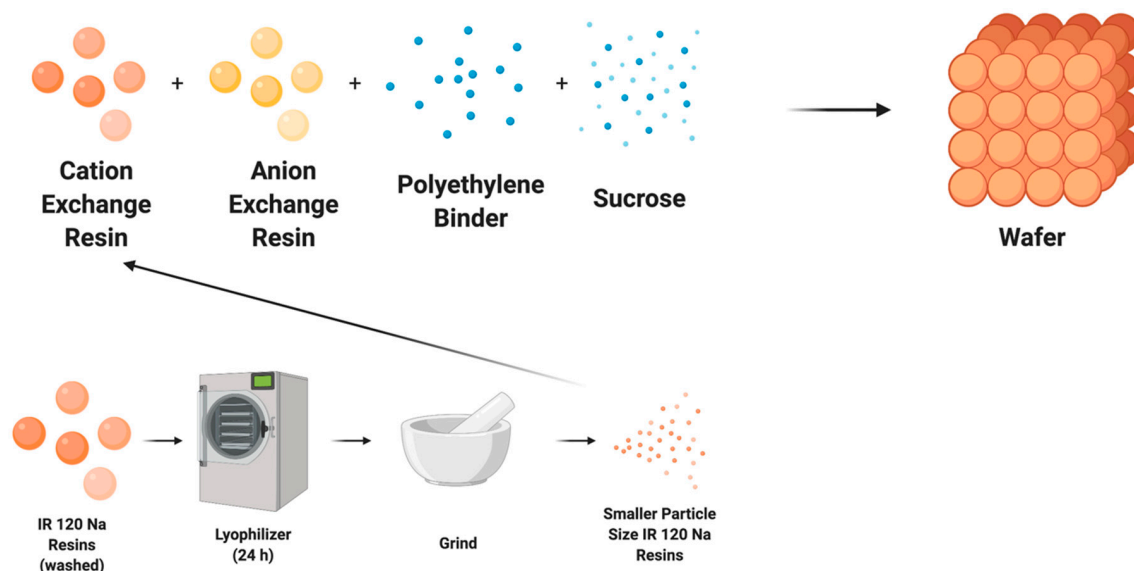 + + +
Cation
Exchange
Resin
Anion
Exchange
Resin
Polyethylene
Binder
Sucrose
Wafer
IR 120 Na
Resins
(washed)
Lyophilizer
(24 h)
Grind
Smaller Particle
Size IR 120 Na
Resins